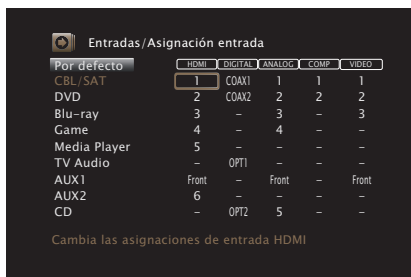 Entradas/Asignación entrada
Por defecto HDMI DIGITAL ANALOG COMP VIDEO
CBL/SAT 1 COAX1 1 1 1
DVD 2 COAX2 2 2 2
Blu-ray 3 – 3 – 3
Game 4 – 4 – –
Media Player 5 – – – –
TV Audio – OPT1 – – –
AUX1 Front – Front – Front
AUX2 6 – – – –
CD – OPT2 5 – –
Cambia las asignaciones de entrada HDMI